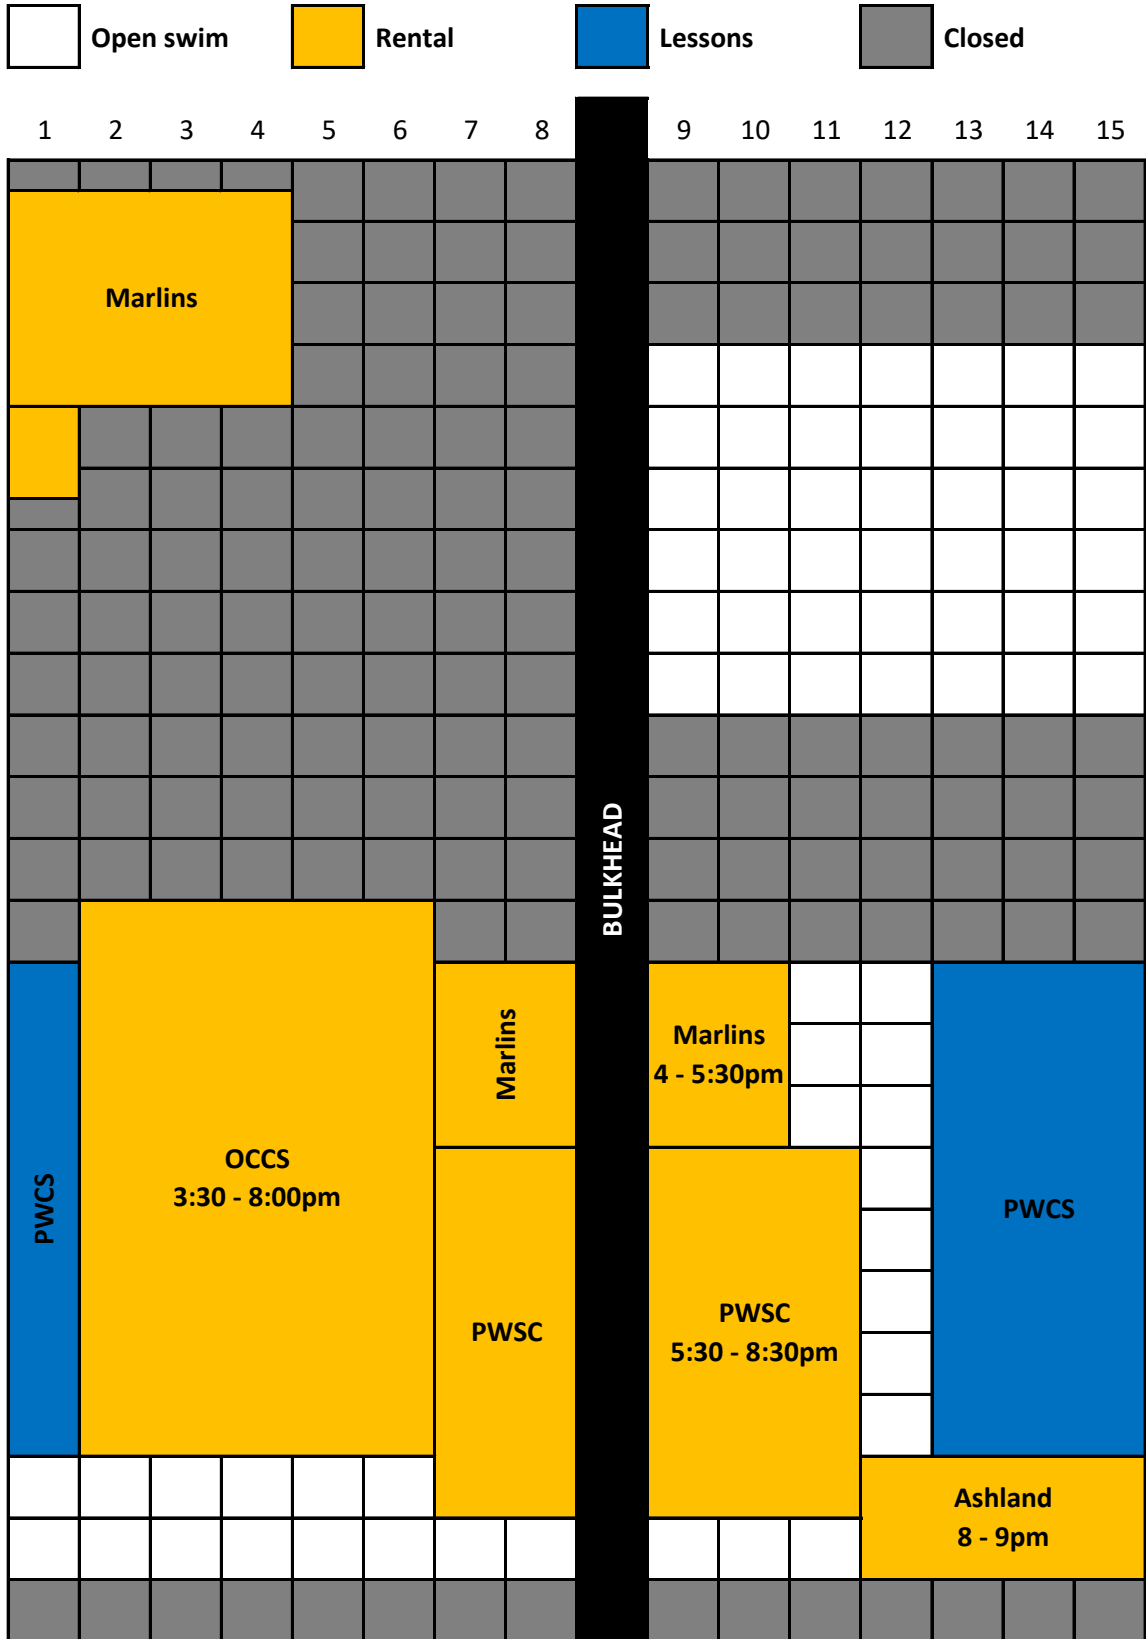 Open swim Rental Lessons Closed
1 2 3 4 5 6 7 8 9 10 11 12 13 14 15
Marlins
BULKHEAD
PWCS
OCCS
3:30 - 8:00pm
Marlins
PWSC
Marlins
4 - 5:30pm
PWSC
5:30 - 8:30pm
PWCS
Ashland
8 - 9pm